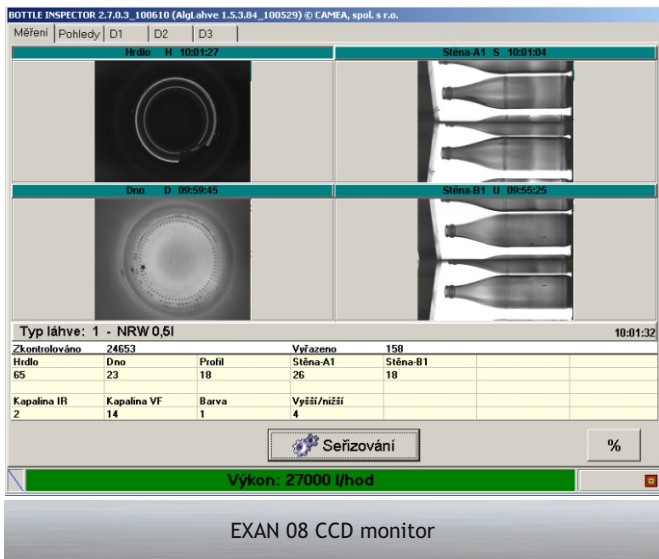 BOTTLE INSPECTOR 2.7.0.3_100610 (AlgLahve 1.5.3.84_100529) © CAMEA, spol. s r.o.
Měření Pohledy D1 D2 D3
Hrdlo H 10:01:27 Stěna-A1 S 10:01:04
Dno D 09:59:45 Stěna-B1 U 09:55:25
Typ láhve: 1 - NRW 0,5l 10:01:32
Zkontrolováno 24653 Vyřazeno 158
Hrdlo Dno Profil Stěna-A1 Stěna-B1
65 23 18 26 18
Kapalina IR Kapalina VF Barva Vyšší/nižší
2 14 1 4
Seřizování %
Výkon: 27000 l/hod
EXAN 08 CCD monitor